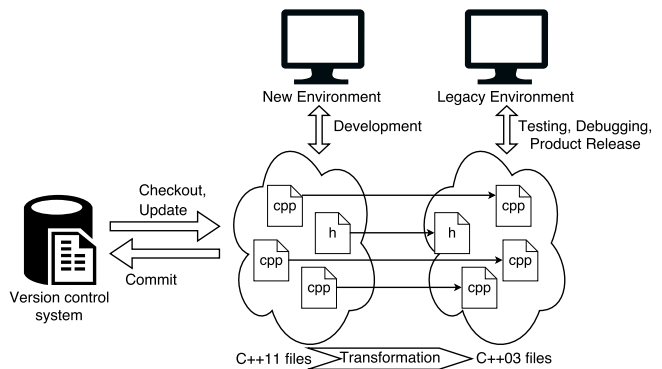 New Environment
Legacy Environment
Development
Testing, Debugging,
Product Release
Checkout,
Update
Commit
Version control
system
cpp
cpp
h
h
cpp
cpp
cpp
cpp
C++11 files
Transformation
C++03 files